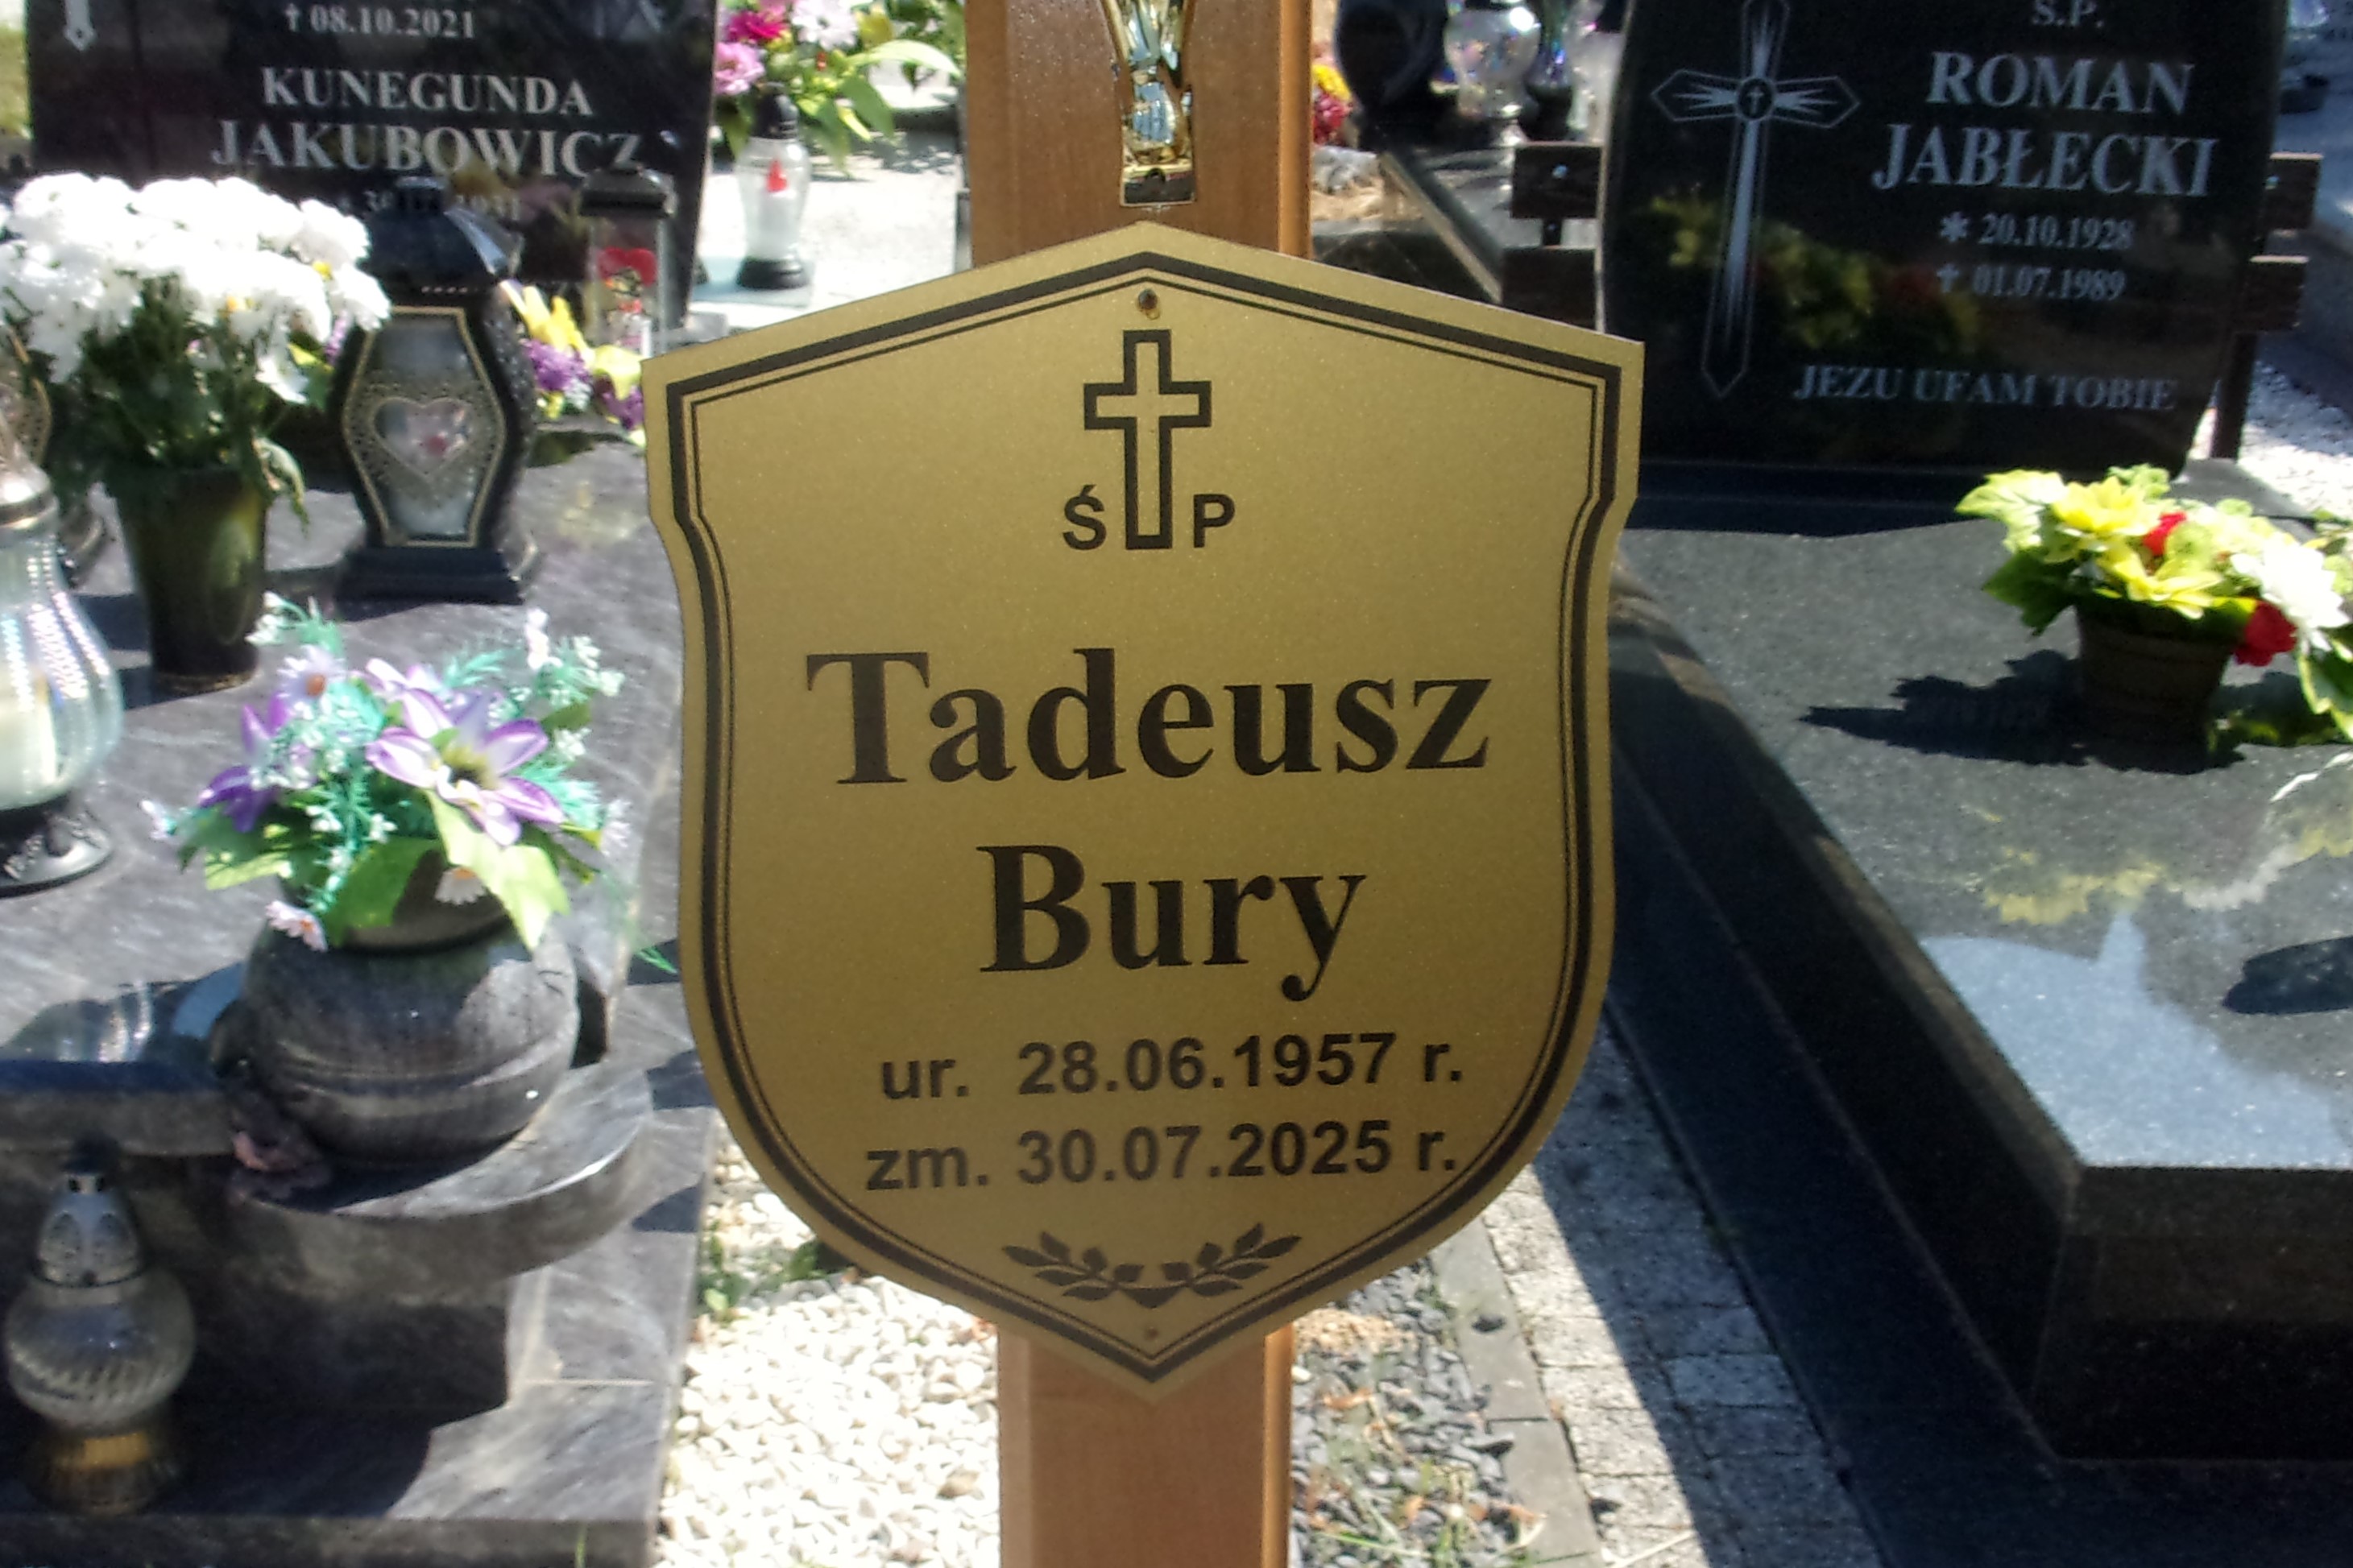 † 08.10.2021
KUNEGUNDA
JAKUBOWICZ
Ś P
Tadeusz
Bury
ur. 28.06.1957 r.
zm. 30.07.2025 r.
Ś.P.
ROMAN
JABŁECKI
* 20.10.1928
† 01.07.1989
JEZU UFAM TOBIE